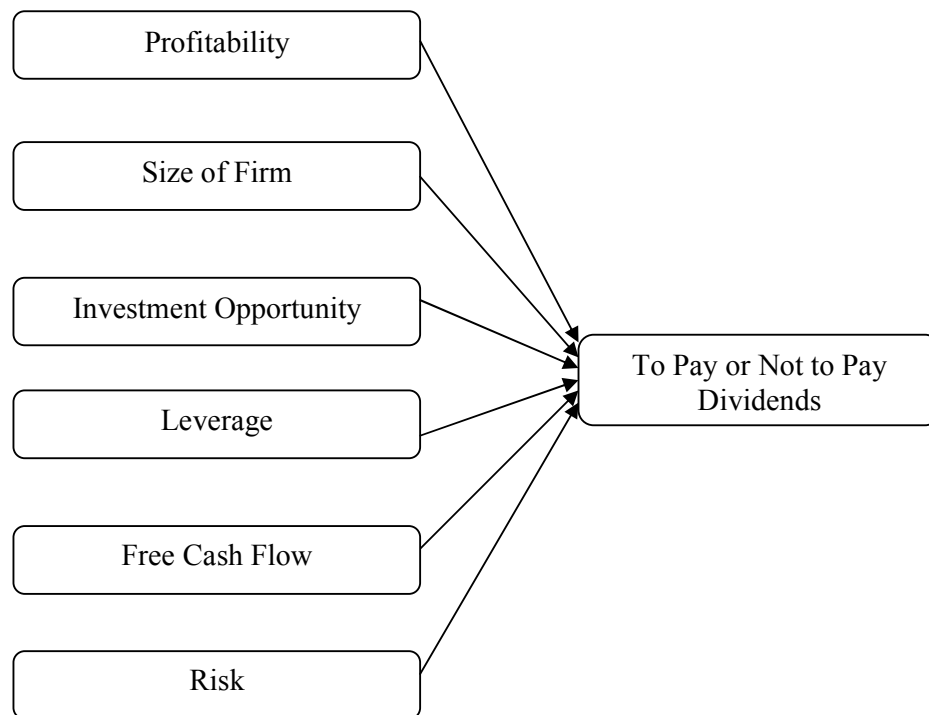 Profitability
Size of Firm
Investment Opportunity
Leverage
Free Cash Flow
Risk
To Pay or Not to Pay
Dividends